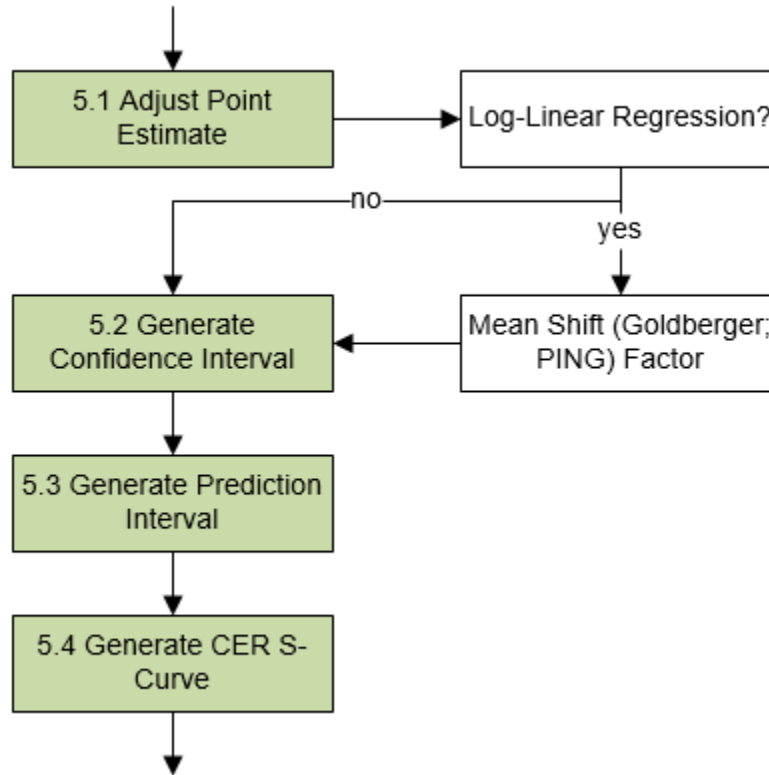 5.1 Adjust Point
Estimate
Log-Linear Regression?
no
yes
5.2 Generate
Confidence Interval
Mean Shift (Goldberger;
PING) Factor
5.3 Generate Prediction
Interval
5.4 Generate CER S-
Curve